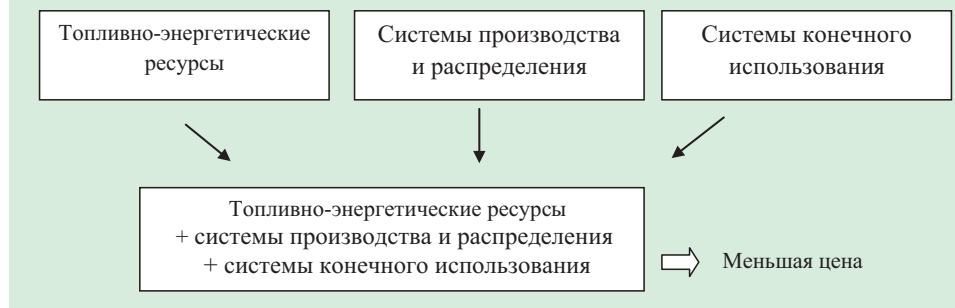 Топливно-энергетические
ресурсы
Системы производства
и распределения
Системы конечного
использования
Топливно-энергетические ресурсы
+ системы производства и распределения
+ системы конечного использования
Меньшая цена